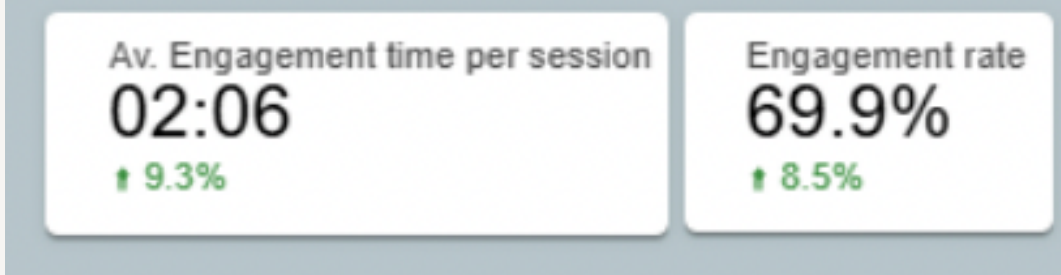 Av. Engagement time per session
02:06
⬆ 9.3%
Engagement rate
69.9%
⬆ 8.5%